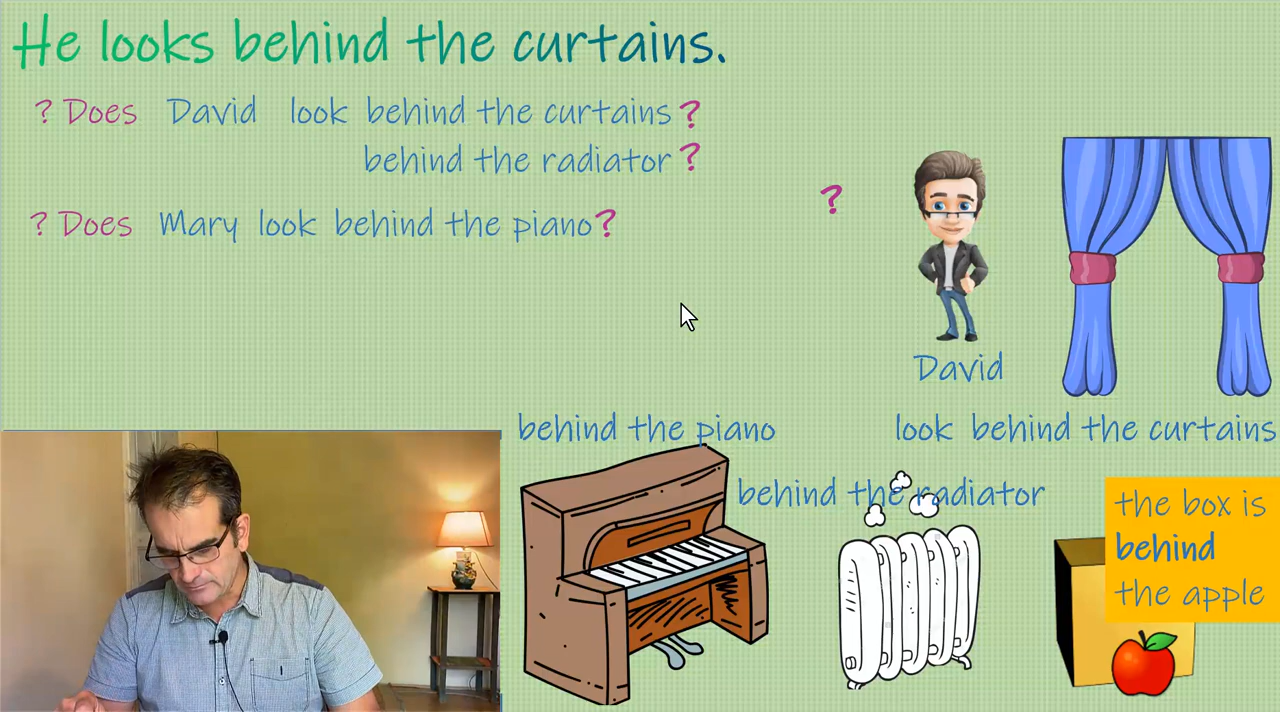 He looks behind the curtains.
? Does David look behind the curtains ?
behind the radiator ?
? Does Mary look behind the piano ?
?
David
behind the piano
look behind the curtains
behind the radiator
the box is
behind
the apple